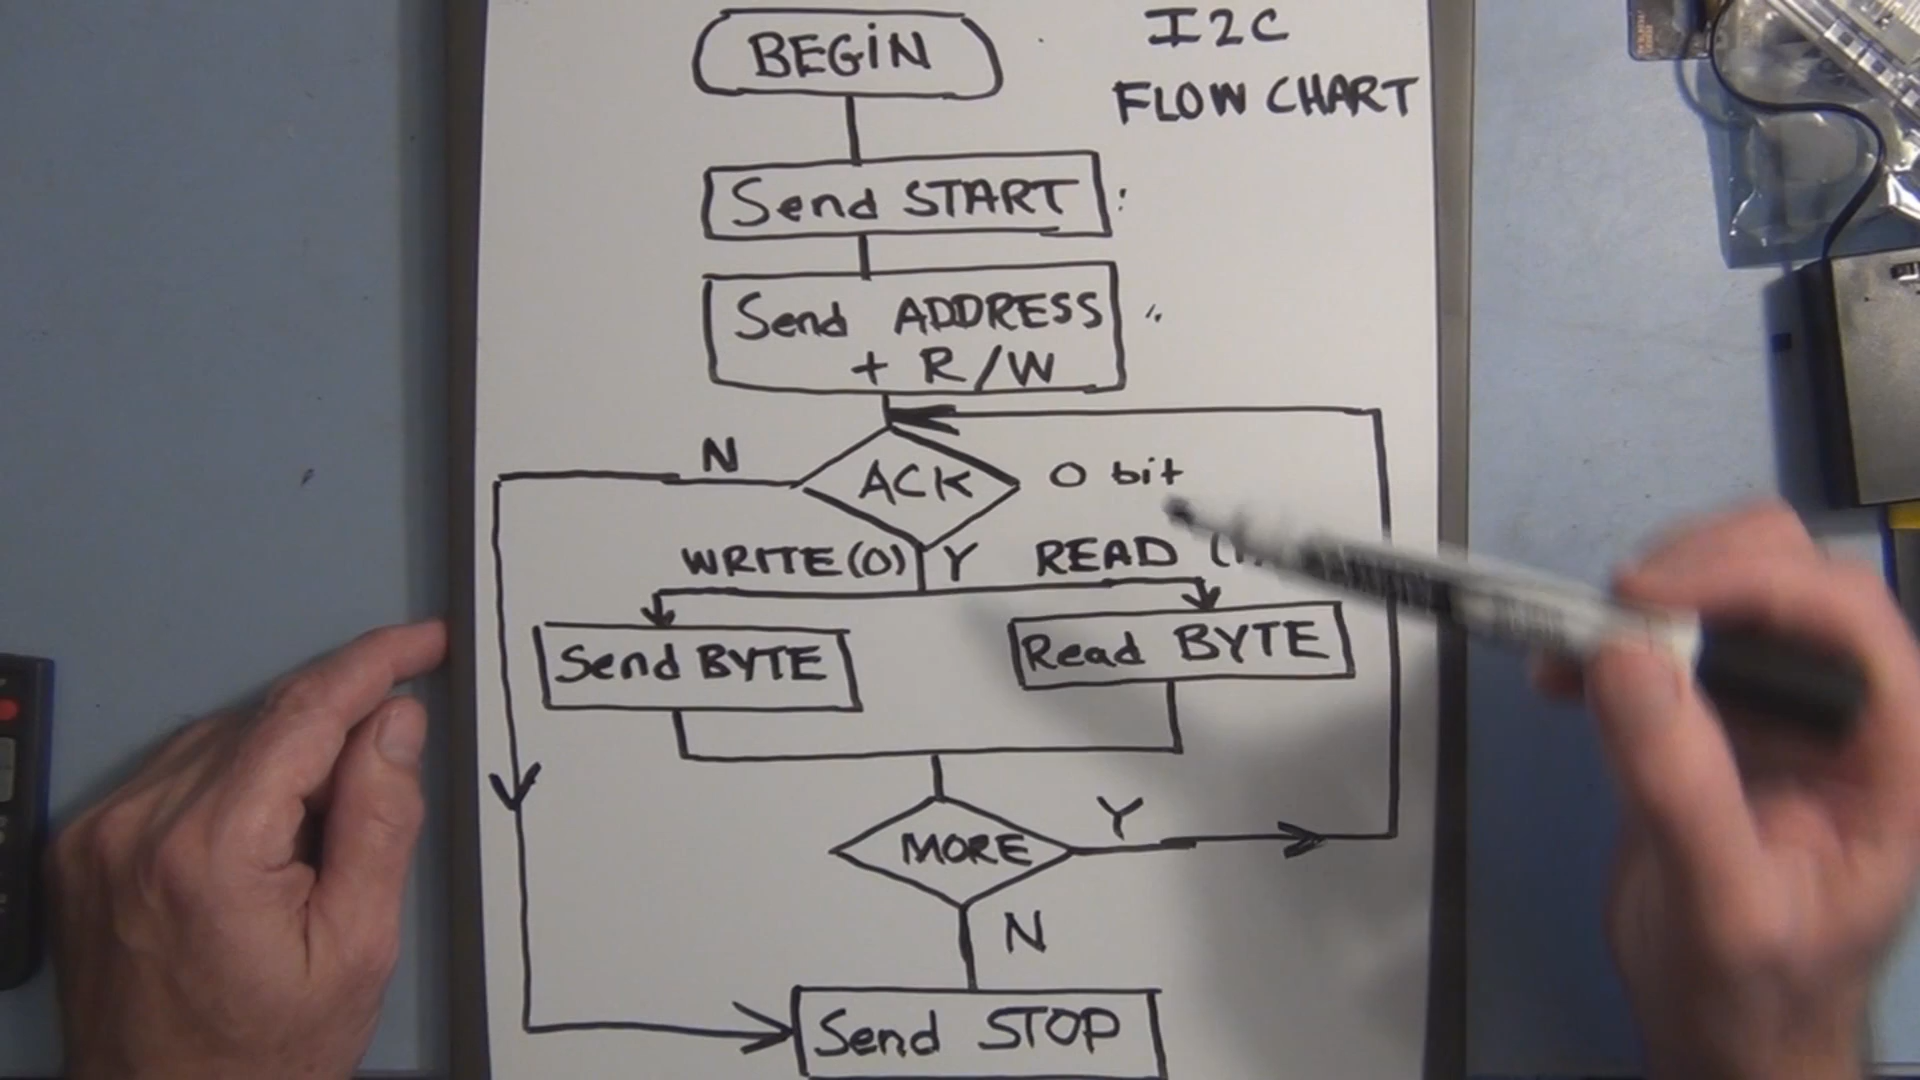 BEGiN
I2C
FLOW CHART
Send START
Send ADDRESS
+ R/W
N
ACK
0 bit
WRITE(0)
Y
READ
Send BYTE
Read BYTE
MORE
Y
N
Send STOP